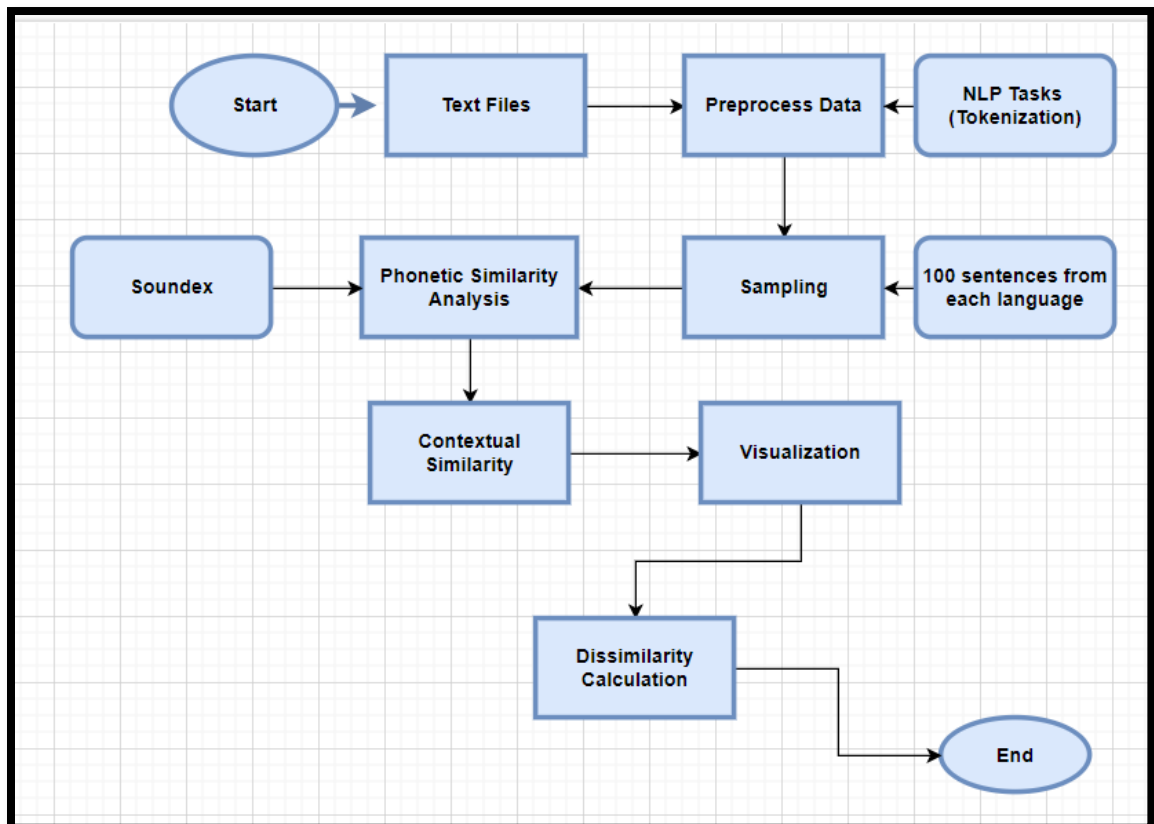 Start
Text Files
Preprocess Data
NLP Tasks
(Tokenization)
Soundex
Phonetic Similarity
Analysis
Sampling
100 sentences from
each language
Contextual
Similarity
Visualization
Dissimilarity
Calculation
End